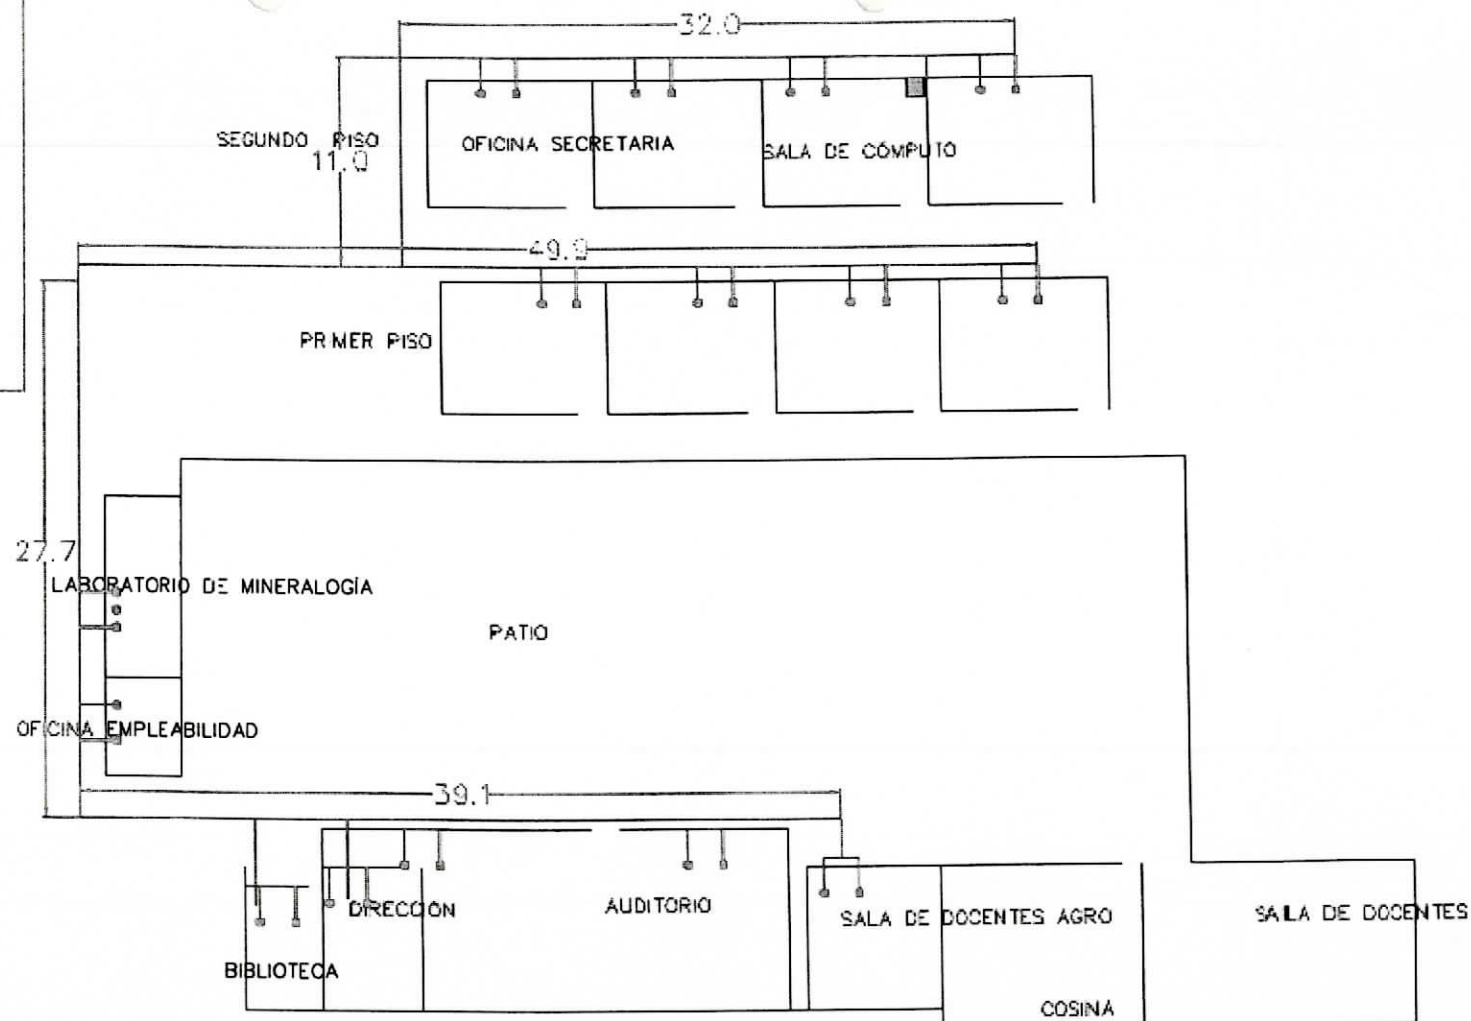 32.0
SEGUNDO PISO
11.0
OFICINA SECRETARIA
SALA DE CÓMPUTO
49.9
PRIMER PISO
27.7
LABORATORIO DE MINERALOGÍA
PATIO
OFICINA EMPLEABILIDAD
39.1
DIRECCION
AUDITORIO
SALA DE DOCENTES AGRO
SALA DE DOCENTES
BIBLIOTECA
COSINA